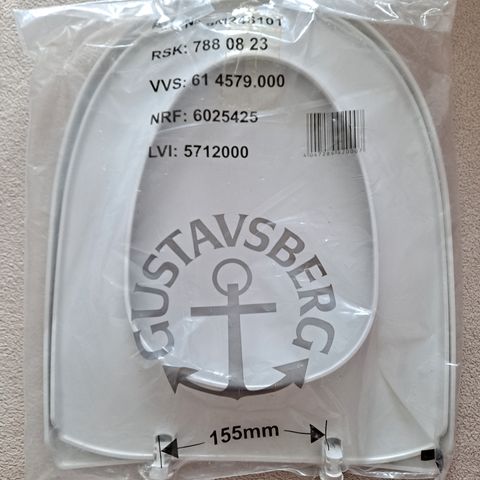 RSK: 788 08 23
VVS: 61 4579.000
NRF: 6025425
LVI: 5712000
GUSTAVSBERG
155mm